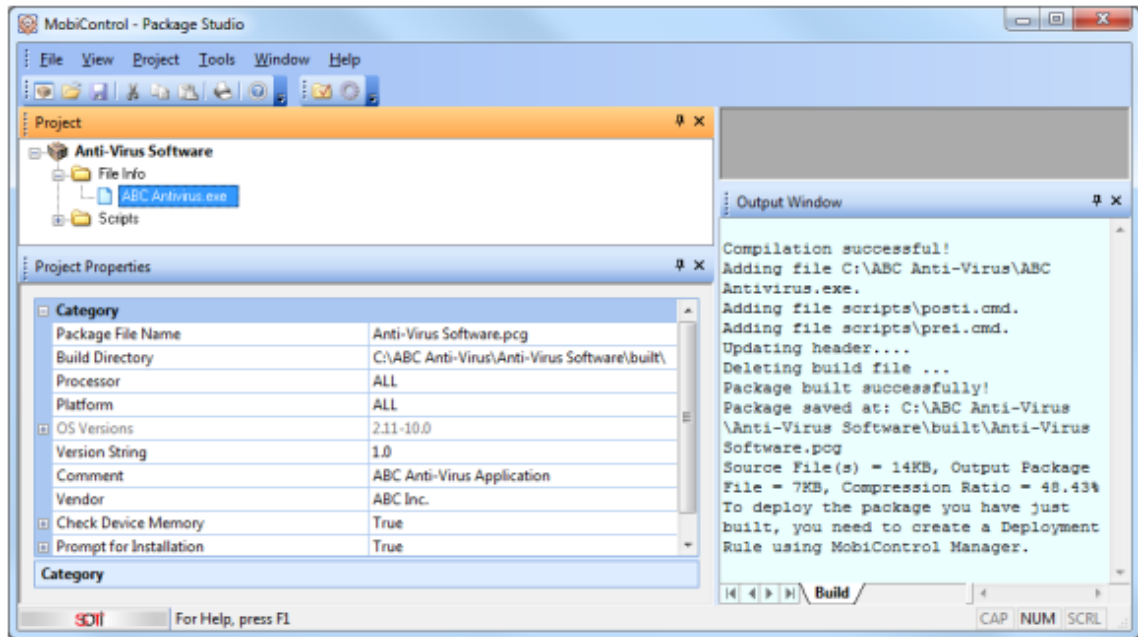 MobiControl - Package Studio
File View Project Tools Window Help
Project
Anti-Virus Software
File Info
ABC Antivirus.exe
Scripts
Project Properties
Category
Package File Name Anti-Virus Software.pcg
Build Directory C:\ABC Anti-Virus\Anti-Virus Software\built\
Processor ALL
Platform ALL
OS Versions 2.11-10.0
Version String 1.0
Comment ABC Anti-Virus Application
Vendor ABC Inc.
Check Device Memory True
Prompt for Installation True
Category
Output Window
Compilation successful!
Adding file C:\ABC Anti-Virus\ABC
Antivirus.exe.
Adding file scripts\posti.cmd.
Adding file scripts\prei.cmd.
Updating header....
Deleting build file ...
Package built successfully!
Package saved at: C:\ABC Anti-Virus
\Anti-Virus Software\built\Anti-Virus
Software.pcg
Source File(s) = 14KB, Output Package
File = 7KB, Compression Ratio = 48.43%
To deploy the package you have just
built, you need to create a Deployment
Rule using MobiControl Manager.
Build
SOTI For Help, press F1 CAP NUM SCRL